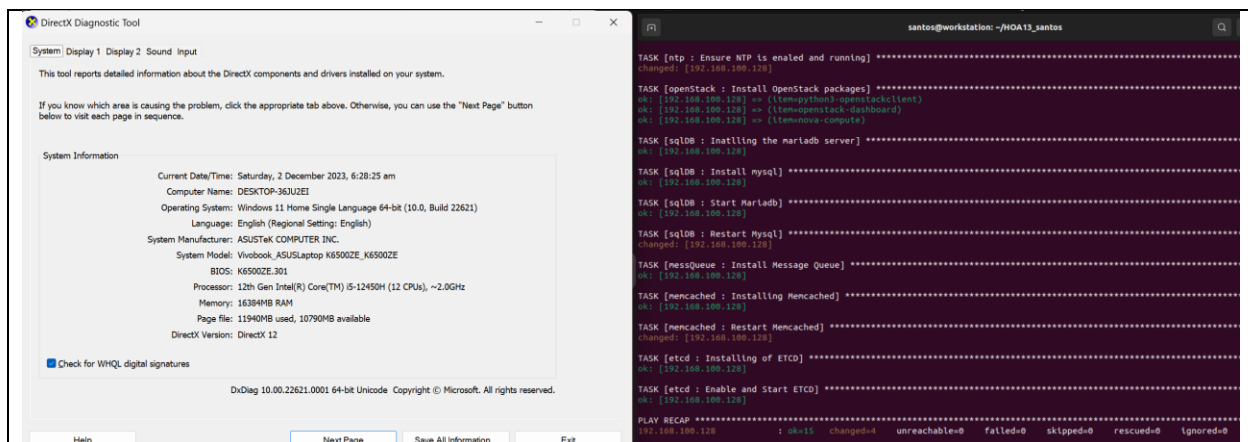 DirectX Diagnostic Tool
System Display 1 Display 2 Sound Input
This tool reports detailed information about the DirectX components and drivers installed on your system.
If you know which area is causing the problem, click the appropriate tab above. Otherwise, you can use the "Next Page" button
below to visit each page in sequence.
System Information
Current Date/Time: Saturday, 2 December 2023, 6:28:25 am
Computer Name: DESKTOP-36JU2EI
Operating System: Windows 11 Home Single Language 64-bit (10.0, Build 22621)
Language: English (Regional Setting: English)
System Manufacturer: ASUSTeK COMPUTER INC.
System Model: Vivobook_ASUSLaptop K6500ZE_K6500ZE
BIOS: K6500ZE.301
Processor: 12th Gen Intel(R) Core(TM) i5-12450H (12 CPUs), ~2.0GHz
Memory: 16384MB RAM
Page file: 11940MB used, 10790MB available
DirectX Version: DirectX 12
Check for WHQL digital signatures
DxDiag 10.00.22621.0001 64-bit Unicode Copyright © Microsoft. All rights reserved.
Help Next Page Save All Information Exit
santos@workstation: ~/HOA13_santos
TASK [ntp : Ensure NTP is enaled and running] *****************************************************
changed: [192.168.100.128]
TASK [openStack : Install OpenStack packages] *****************************************************
ok: [192.168.100.128] => (item=python3-openstackclient)
ok: [192.168.100.128] => (item=openstack-dashboard)
ok: [192.168.100.128] => (item=nova-compute)
TASK [sqlDB : Inatlling the mariadb server] *******************************************************
ok: [192.168.100.128]
TASK [sqlDB : Install mysql] **********************************************************************
ok: [192.168.100.128]
TASK [sqlDB : Start Mariadb] **********************************************************************
ok: [192.168.100.128]
TASK [sqlDB : Restart Mysql] **********************************************************************
changed: [192.168.100.128]
TASK [messQueue : Install Message Queue] **********************************************************
ok: [192.168.100.128]
TASK [memcached : Installing Memcached] ***********************************************************
ok: [192.168.100.128]
TASK [memcached : Restart Memcached] **************************************************************
changed: [192.168.100.128]
TASK [etcd : Installing of ETCD] ******************************************************************
ok: [192.168.100.128]
TASK [etcd : Enable and Start ETCD] ***************************************************************
ok: [192.168.100.128]
PLAY RECAP ****************************************************************************************
192.168.100.128 : ok=15 changed=4 unreachable=0 failed=0 skipped=0 rescued=0 ignored=0